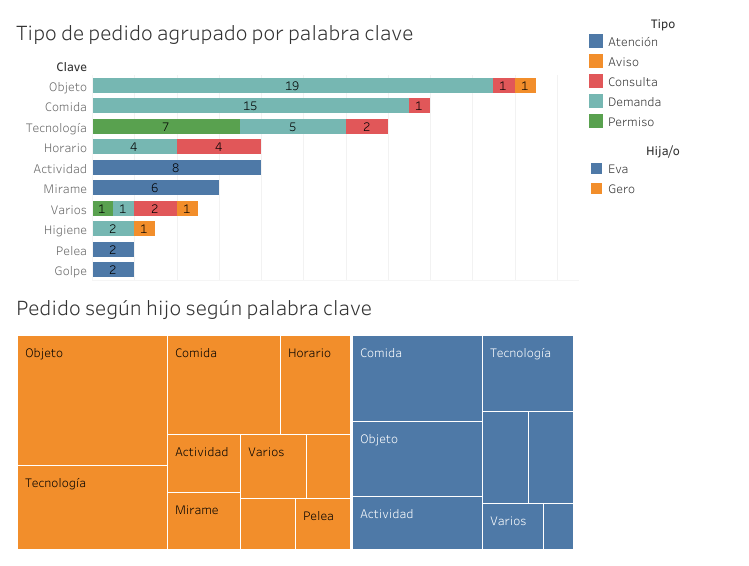 Tipo de pedido agrupado por palabra clave
Clave
Objeto 19 1 1
Comida 15 1
Tecnología 7 5 2
Horario 4 4
Actividad 8
Mirame 6
Varios 1 1 2 1
Higiene 2 1
Pelea 2
Golpe 2
Tipo
Atención
Aviso
Consulta
Demanda
Permiso
Hija/o
Eva
Gero
Pedido según hijo según palabra clave
Objeto Comida Horario Comida Tecnología
Actividad Varios Objeto
Tecnología
Mirame Pelea Actividad Varios